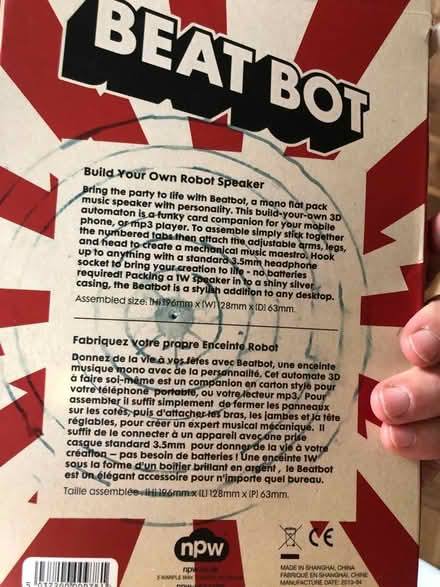 BEAT BOT
Build Your Own Robot Speaker
Bring the party to life with Beatbot, a mono flat pack
music speaker with personality. This build-your-own 3D
automaton is a funky card companion for your mobile
phone, or mp3 player. To assemble simply stick together
the numbered tabs then attach the adjustable arms, legs,
and head to create a mechanical music maestro. Hook
up to anything with a standard 3.5mm headphone
socket to bring your creation to life - no batteries
required! Packing a 1W speaker in to a shiny silver
casing, the Beatbot is a stylish addition to any desktop.
Assembled size: [H]196mm x [W]128mm x [D]63mm.
Fabriquez votre propre Enceinte Robot
Donnez de la vie à vos fêtes avec Beatbot, une enceinte
musique mono avec de la personnalité. Cet automate 3D
à faire soi-même est un companion en carton style pour
votre téléphone portable, ou votre lecteur mp3. Pour
assembler il suffit simplement de fermer les panneaux
sur les cotés, puis d'attacher les bras, les jambes et la tête
réglables, pour créer un expert musical mécanique. Il
suffit de le connecter à un appareil avec une prise
casque standard 3.5mm pour donner de la vie à votre
création – pas besoin de batteries ! Une enceinte 1W
sous la forme d'un boitier brillant en argent, le Beatbot
est un élégant accessoire pour n'importe quel bureau.
Taille assemblée : [H]196mm x [L]128mm x [P]63mm.
npw
CE
MADE IN SHANGHAI, CHINA
FABRIQUÉ EN SHANGHAI, CHINE
MANUFACTURE DATE: 2013-04